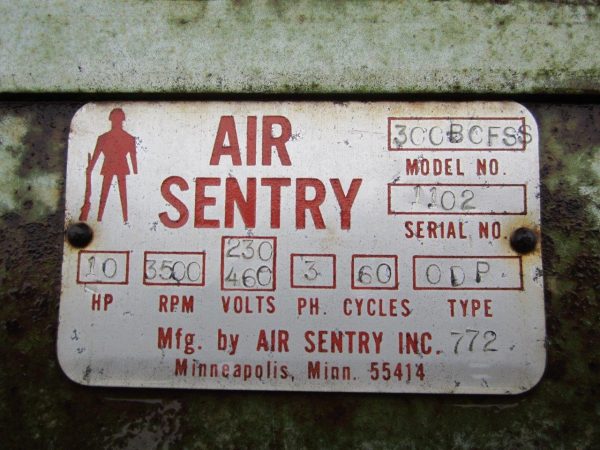 AIR
SENTRY
300BCFSS
MODEL NO.
1102
SERIAL NO
10 3500 230 460 3 60 ODP
HP RPM VOLTS PH. CYCLES TYPE
Mfg. by AIR SENTRY INC. 772
Minneapolis, Minn. 55414